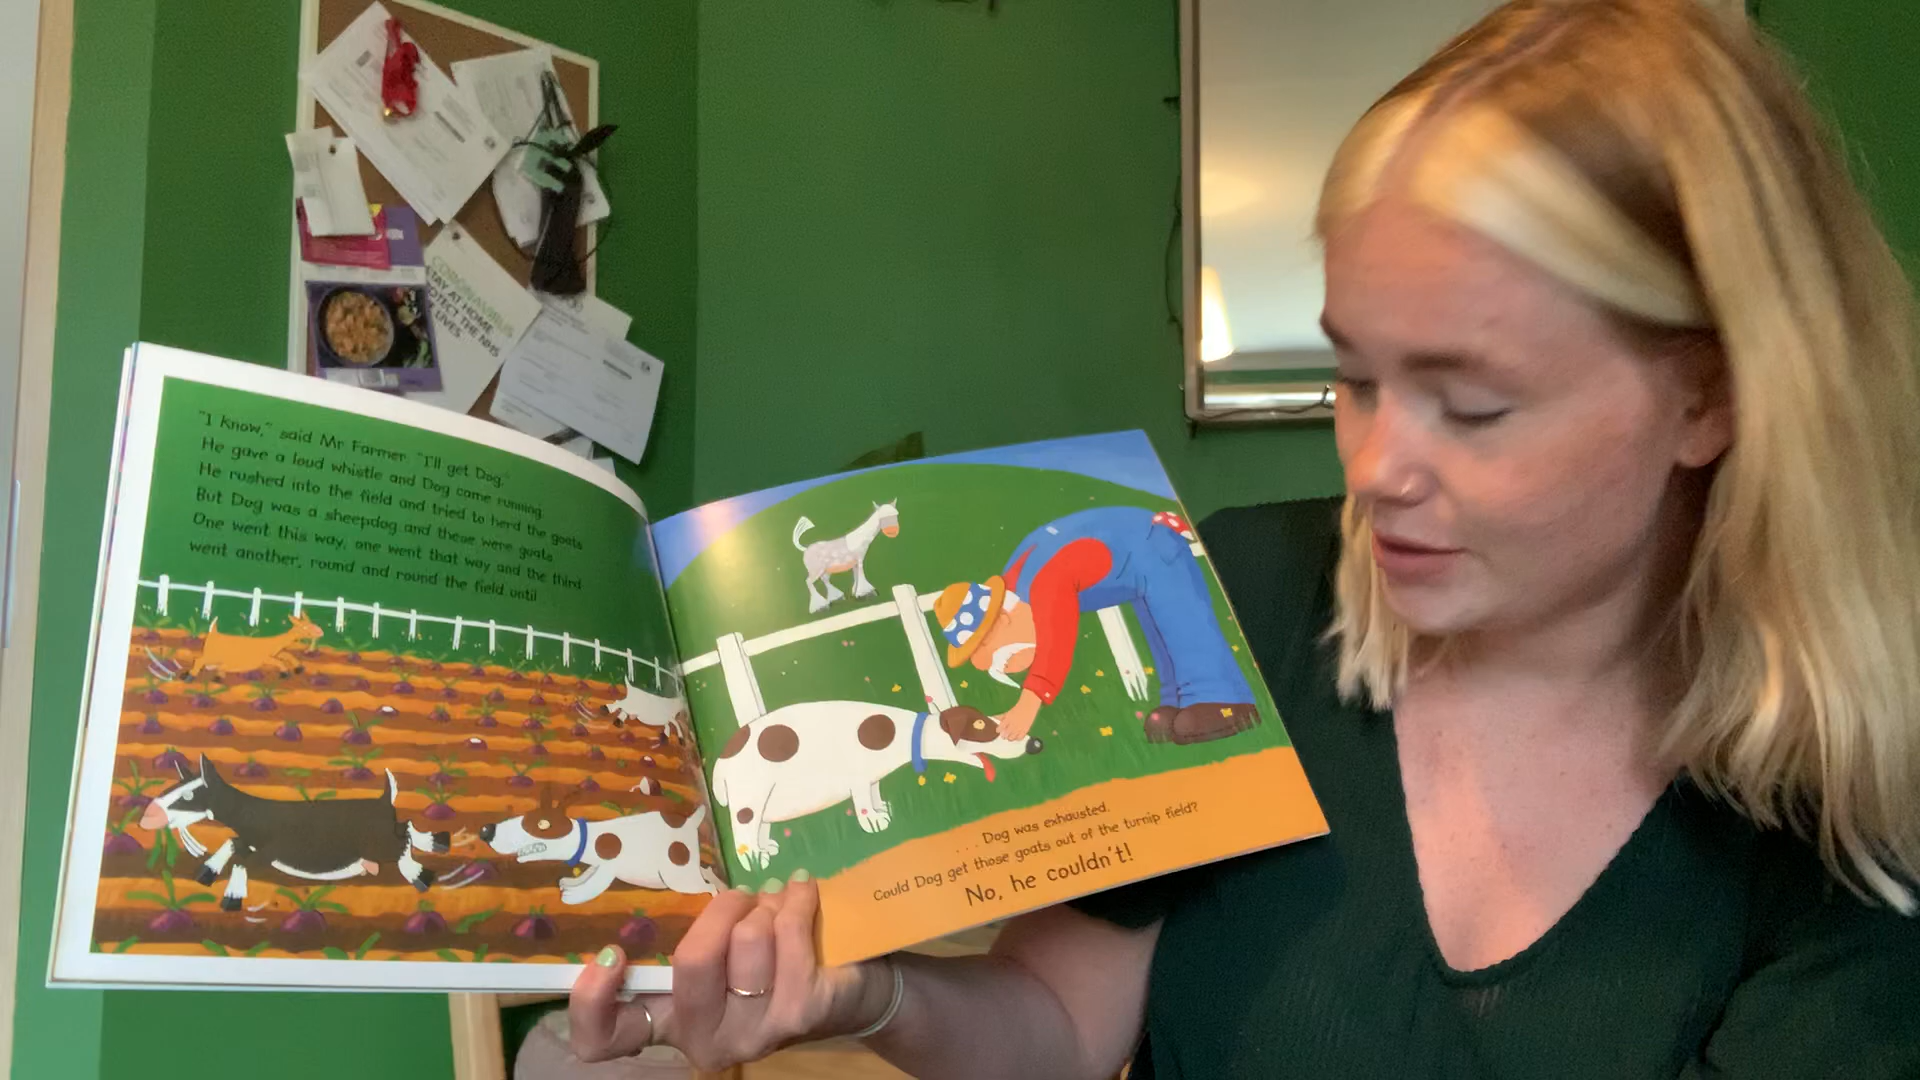 CORONAVIRUS
STAY AT HOME
PROTECT THE NHS
LIVES
"I know," said Mr Farmer. "I'll get Dog."
He gave a loud whistle and Dog came running.
He rushed into the field and tried to herd the goats.
But Dog was a sheepdog and these were goats.
One went this way, one went that way and the third
went another, round and round the field until
. . . Dog was exhausted.
Could Dog get those goats out of the turnip field?
No, he couldn't!